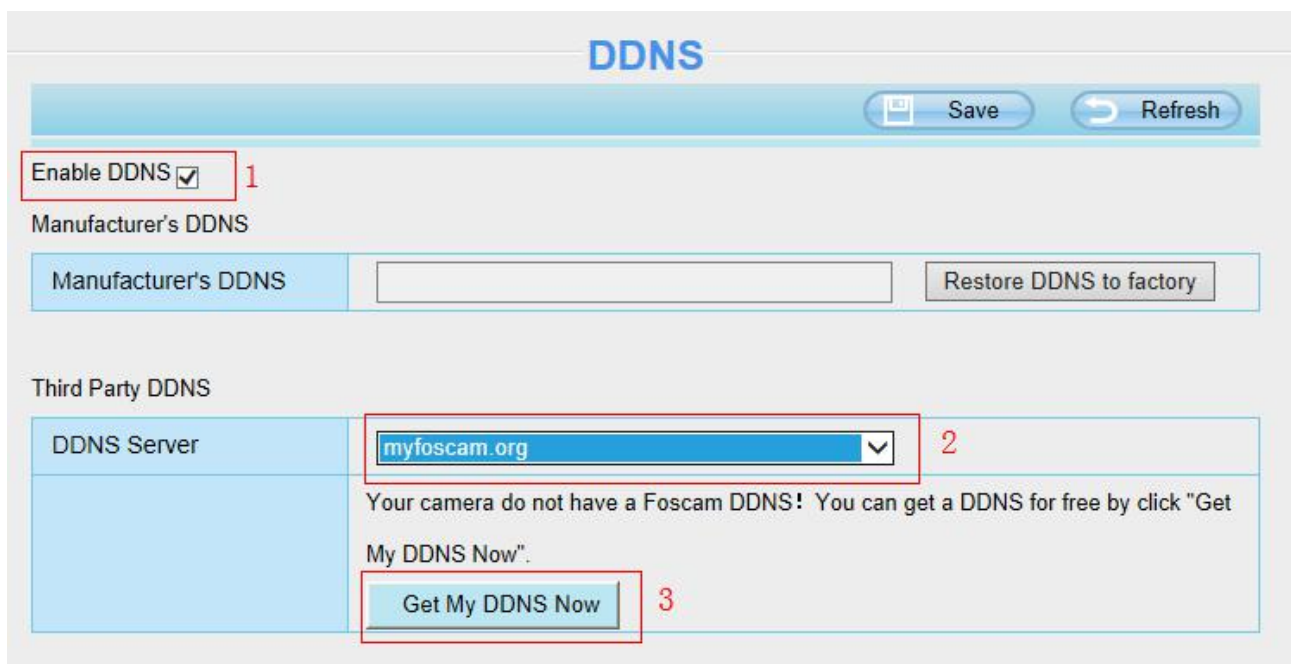 DDNS
Save Refresh
Enable DDNS 1
Manufacturer's DDNS
Manufacturer's DDNS Restore DDNS to factory
Third Party DDNS
DDNS Server myfoscam.org 2
Your camera do not have a Foscam DDNS! You can get a DDNS for free by click "Get
My DDNS Now".
Get My DDNS Now 3